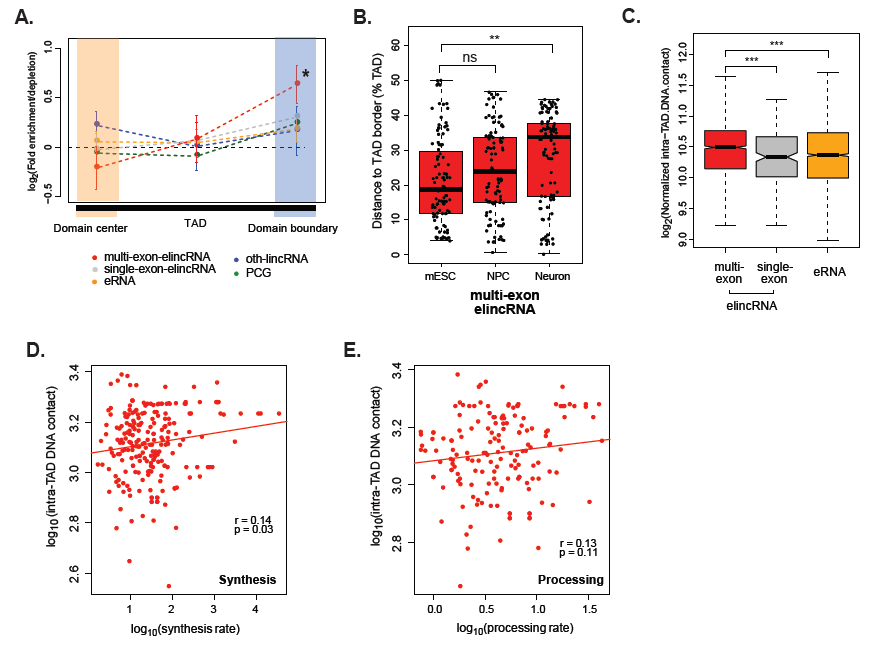 A.
log2(Fold enrichment/depletion)
1.0
0.5
0
−0.5
*
Domain center
TAD
Domain boundary
multi-exon-elincRNA
single-exon-elincRNA
eRNA
oth-lincRNA
PCG
B.
Distance to TAD border (% TAD)
60
50
40
30
20
10
0
**
ns
mESC
NPC
Neuron
multi-exon
elincRNA
C.
log2(Normalized intra−TAD DNA contact)
12.0
11.5
11.0
10.5
10.0
9.5
9.0
***
***
multi-
exon
single-
exon
eRNA
elincRNA
D.
log10(intra-TAD DNA contact)
3.4
3.2
3.0
2.8
2.6
r = 0.14
p = 0.03
Synthesis
1
2
3
4
log10(synthesis rate)
E.
log10(intra-TAD DNA contact)
3.4
3.2
3.0
2.8
r = 0.13
p = 0.11
Processing
0.0
0.5
1.0
1.5
log10(processing rate)